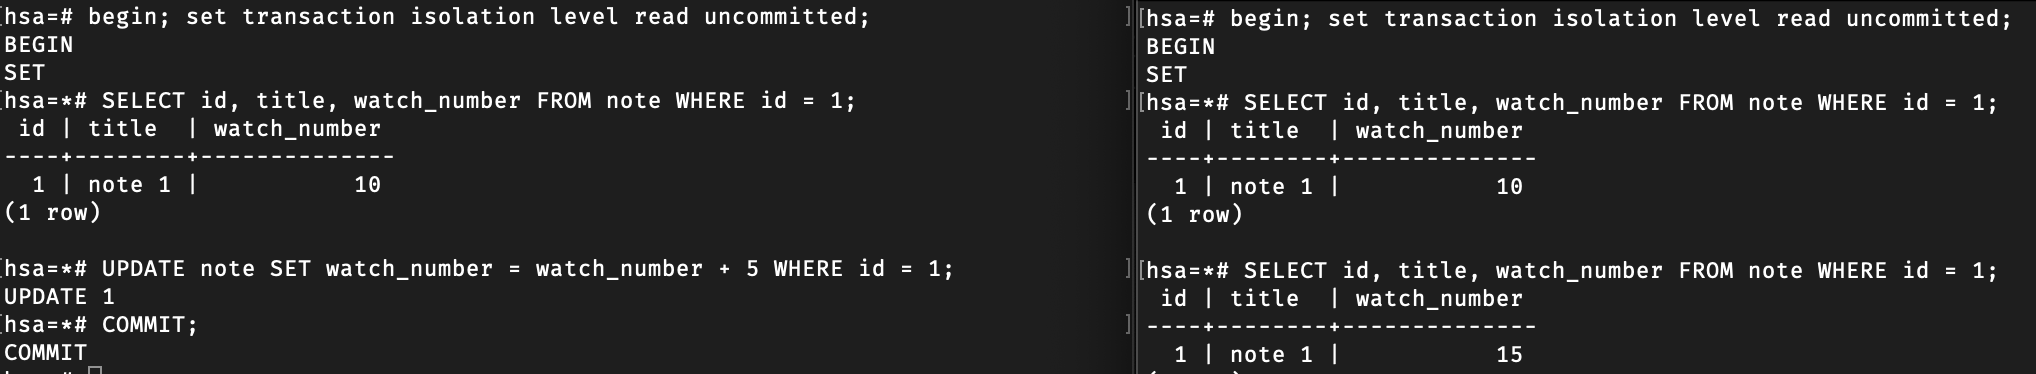 [hsa=# begin; set transaction isolation level read uncommitted;
BEGIN
SET
[hsa=*# SELECT id, title, watch_number FROM note WHERE id = 1;
 id | title  | watch_number
----+--------+--------------
  1 | note 1 |           10
(1 row)

[hsa=*# UPDATE note SET watch_number = watch_number + 5 WHERE id = 1;
UPDATE 1
[hsa=*# COMMIT;
COMMIT
[hsa=# begin; set transaction isolation level read uncommitted;
BEGIN
SET
[hsa=*# SELECT id, title, watch_number FROM note WHERE id = 1;
 id | title  | watch_number
----+--------+--------------
  1 | note 1 |           10
(1 row)

[hsa=*# SELECT id, title, watch_number FROM note WHERE id = 1;
 id | title  | watch_number
----+--------+--------------
  1 | note 1 |           15